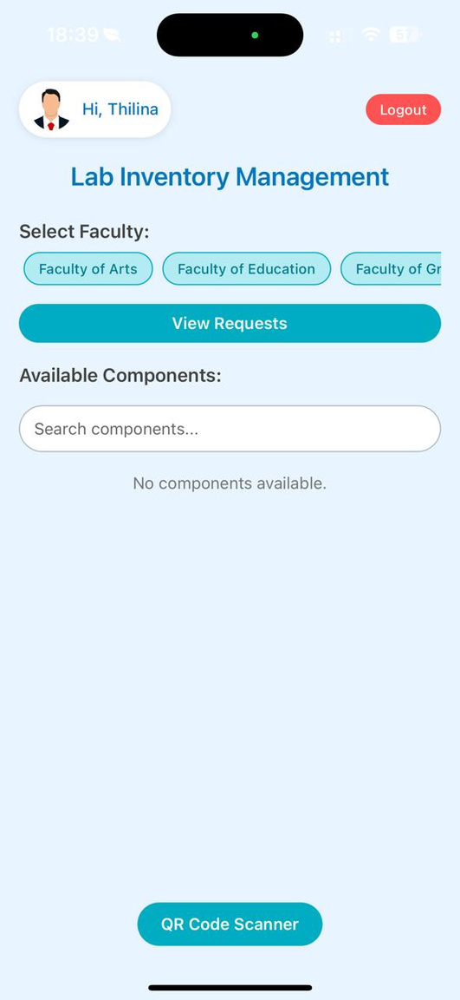 18:39
57
Hi, Thilina
Logout
Lab Inventory Management
Select Faculty:
Faculty of Arts
Faculty of Education
Faculty of Gr
View Requests
Available Components:
Search components...
No components available.
QR Code Scanner